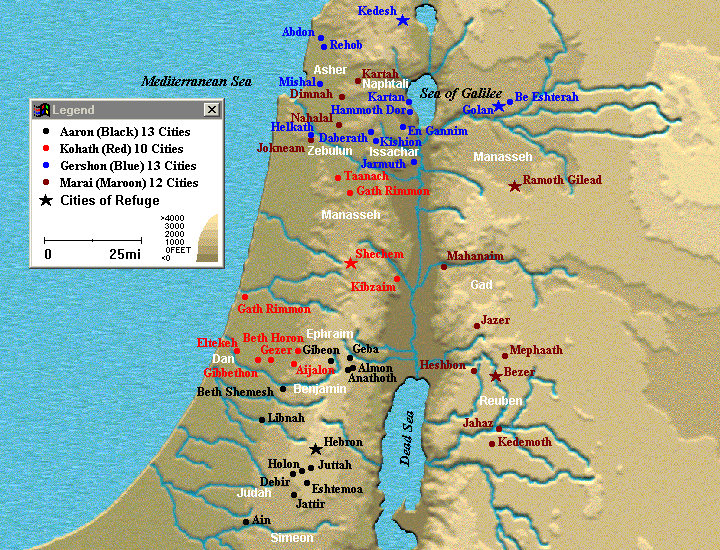 Kedesh
Abdon
Rehob
Asher
Kartah
Mediterranean Sea
Mishal
Naphtali
Dimnah
Kartan
Sea of Galilee
Be Eshterah
Golan
Hammoth Dor
Legend
Aaron (Black) 13 Cities
Kohath (Red) 10 Cities
Gershon (Blue) 13 Cities
Marai (Maroon) 12 Cities
Cities of Refuge
>4000
3000
2000
1000
0FEET
<0
0
25mi
Nahalal
Helkath
Daberath
En Gannim
Kishion
Jokneam
Zebulun
Issachar
Manasseh
Jarmuth
Taanach
Ramoth Gilead
Gath Rimmon
Manasseh
Shechem
Mahanaim
Kibzaim
Gad
Gath Rimmon
Jazer
Ephraim
Eltekeh
Beth Horon
Gezer
Gibeon
Geba
Mephaath
Dan
Gibbethon
Aijalon
Almon
Anathoth
Heshbon
Bezer
Beth Shemesh
Benjamin
Reuben
Libnah
Jahaz
Dead Sea
Hebron
Kedemoth
Holon
Juttah
Debir
Eshtemoa
Judah
Jattir
Ain
Simeon